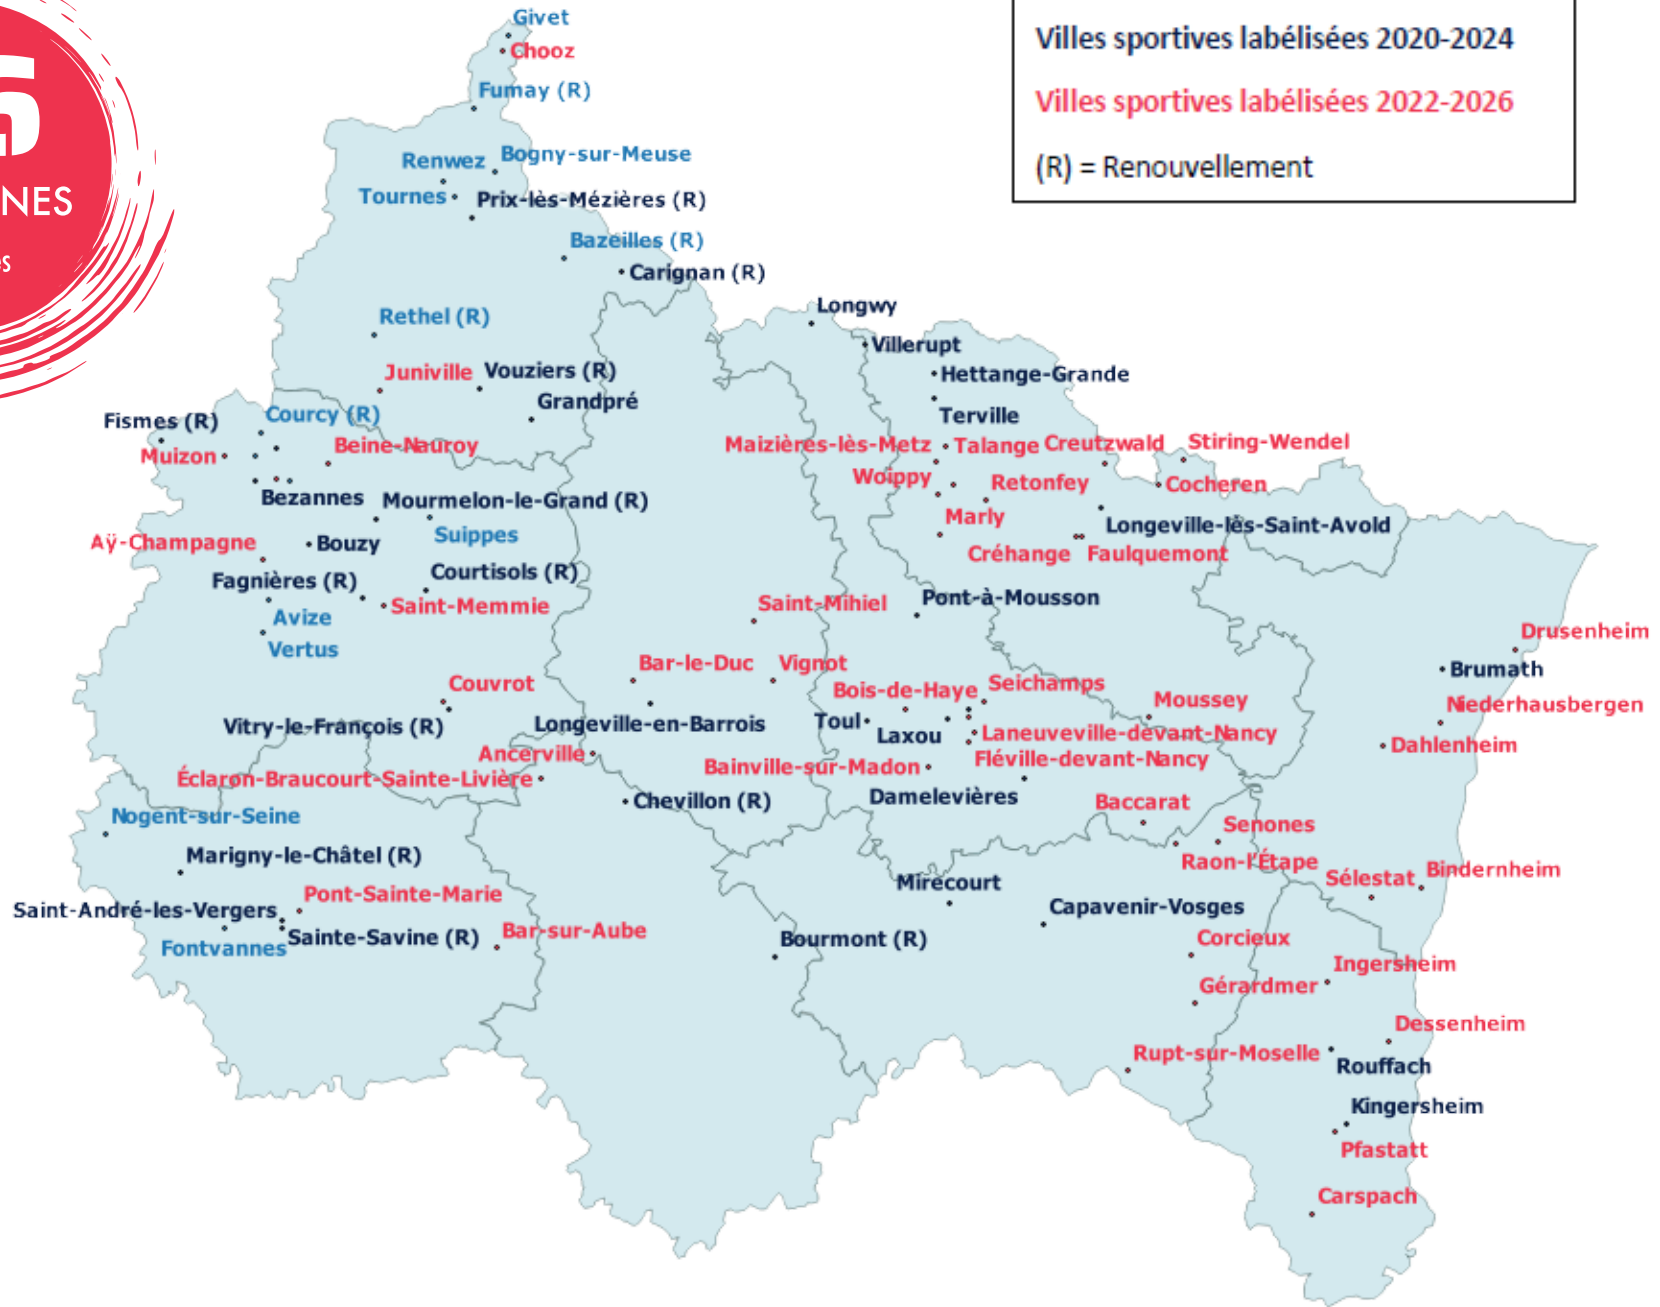 Givet
Villes sportives labélisées 2020-2024
Chooz
Fumay (R)
Villes sportives labélisées 2022-2026
(R) = Renouvellement
NES
Renwez
Bogny-sur-Meuse
Tournes
Prix-lès-Mézières (R)
Bazeilles (R)
Carignan (R)
Longwy
Rethel (R)
Villerupt
Juniville
Vouziers (R)
Hettange-Grande
Grandpré
Terville
Fismes (R)
Courcy (R)
Muizon
Beine-Nauroy
Maizières-lès-Metz
Talange
Creutzwald
Stiring-Wendel
Woippy
Retonfey
Cocheren
Bezannes
Mourmelon-le-Grand (R)
Marly
Longeville-lès-Saint-Avold
Suippes
Aÿ-Champagne
Bouzy
Créhange
Faulquemont
Fagnières (R)
Courtisols (R)
Saint-Memmie
Saint-Mihiel
Pont-à-Mousson
Avize
Vertus
Drusenheim
Bar-le-Duc
Vignot
Brumath
Couvrot
Bois-de-Haye
Seichamps
Moussey
Niederhausbergen
Vitry-le-François (R)
Longeville-en-Barrois
Toul
Laxou
Laneuveville-devant-Nancy
Dahlenheim
Ancerville
Fléville-devant-Nancy
Éclaron-Braucourt-Sainte-Livière
Bainville-sur-Madon
Chevillon (R)
Damelevières
Baccarat
Nogent-sur-Seine
Senones
Marigny-le-Châtel (R)
Raon-l'Étape
Sélestat
Bindernheim
Mirecourt
Pont-Sainte-Marie
Saint-André-les-Vergers
Capavenir-Vosges
Sainte-Savine (R)
Bar-sur-Aube
Bourmont (R)
Corcieux
Fontvannes
Ingersheim
Gérardmer
Dessenheim
Rupt-sur-Moselle
Rouffach
Kingersheim
Pfastatt
Carspach